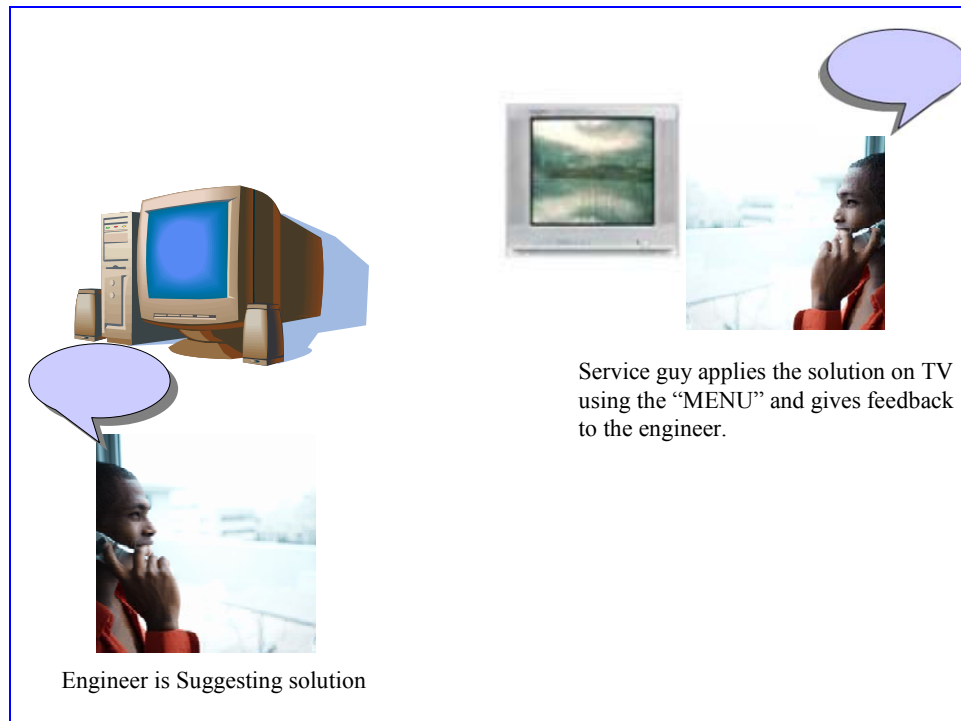 Service guy applies the solution on TV
using the “MENU” and gives feedback
to the engineer.
Engineer is Suggesting solution